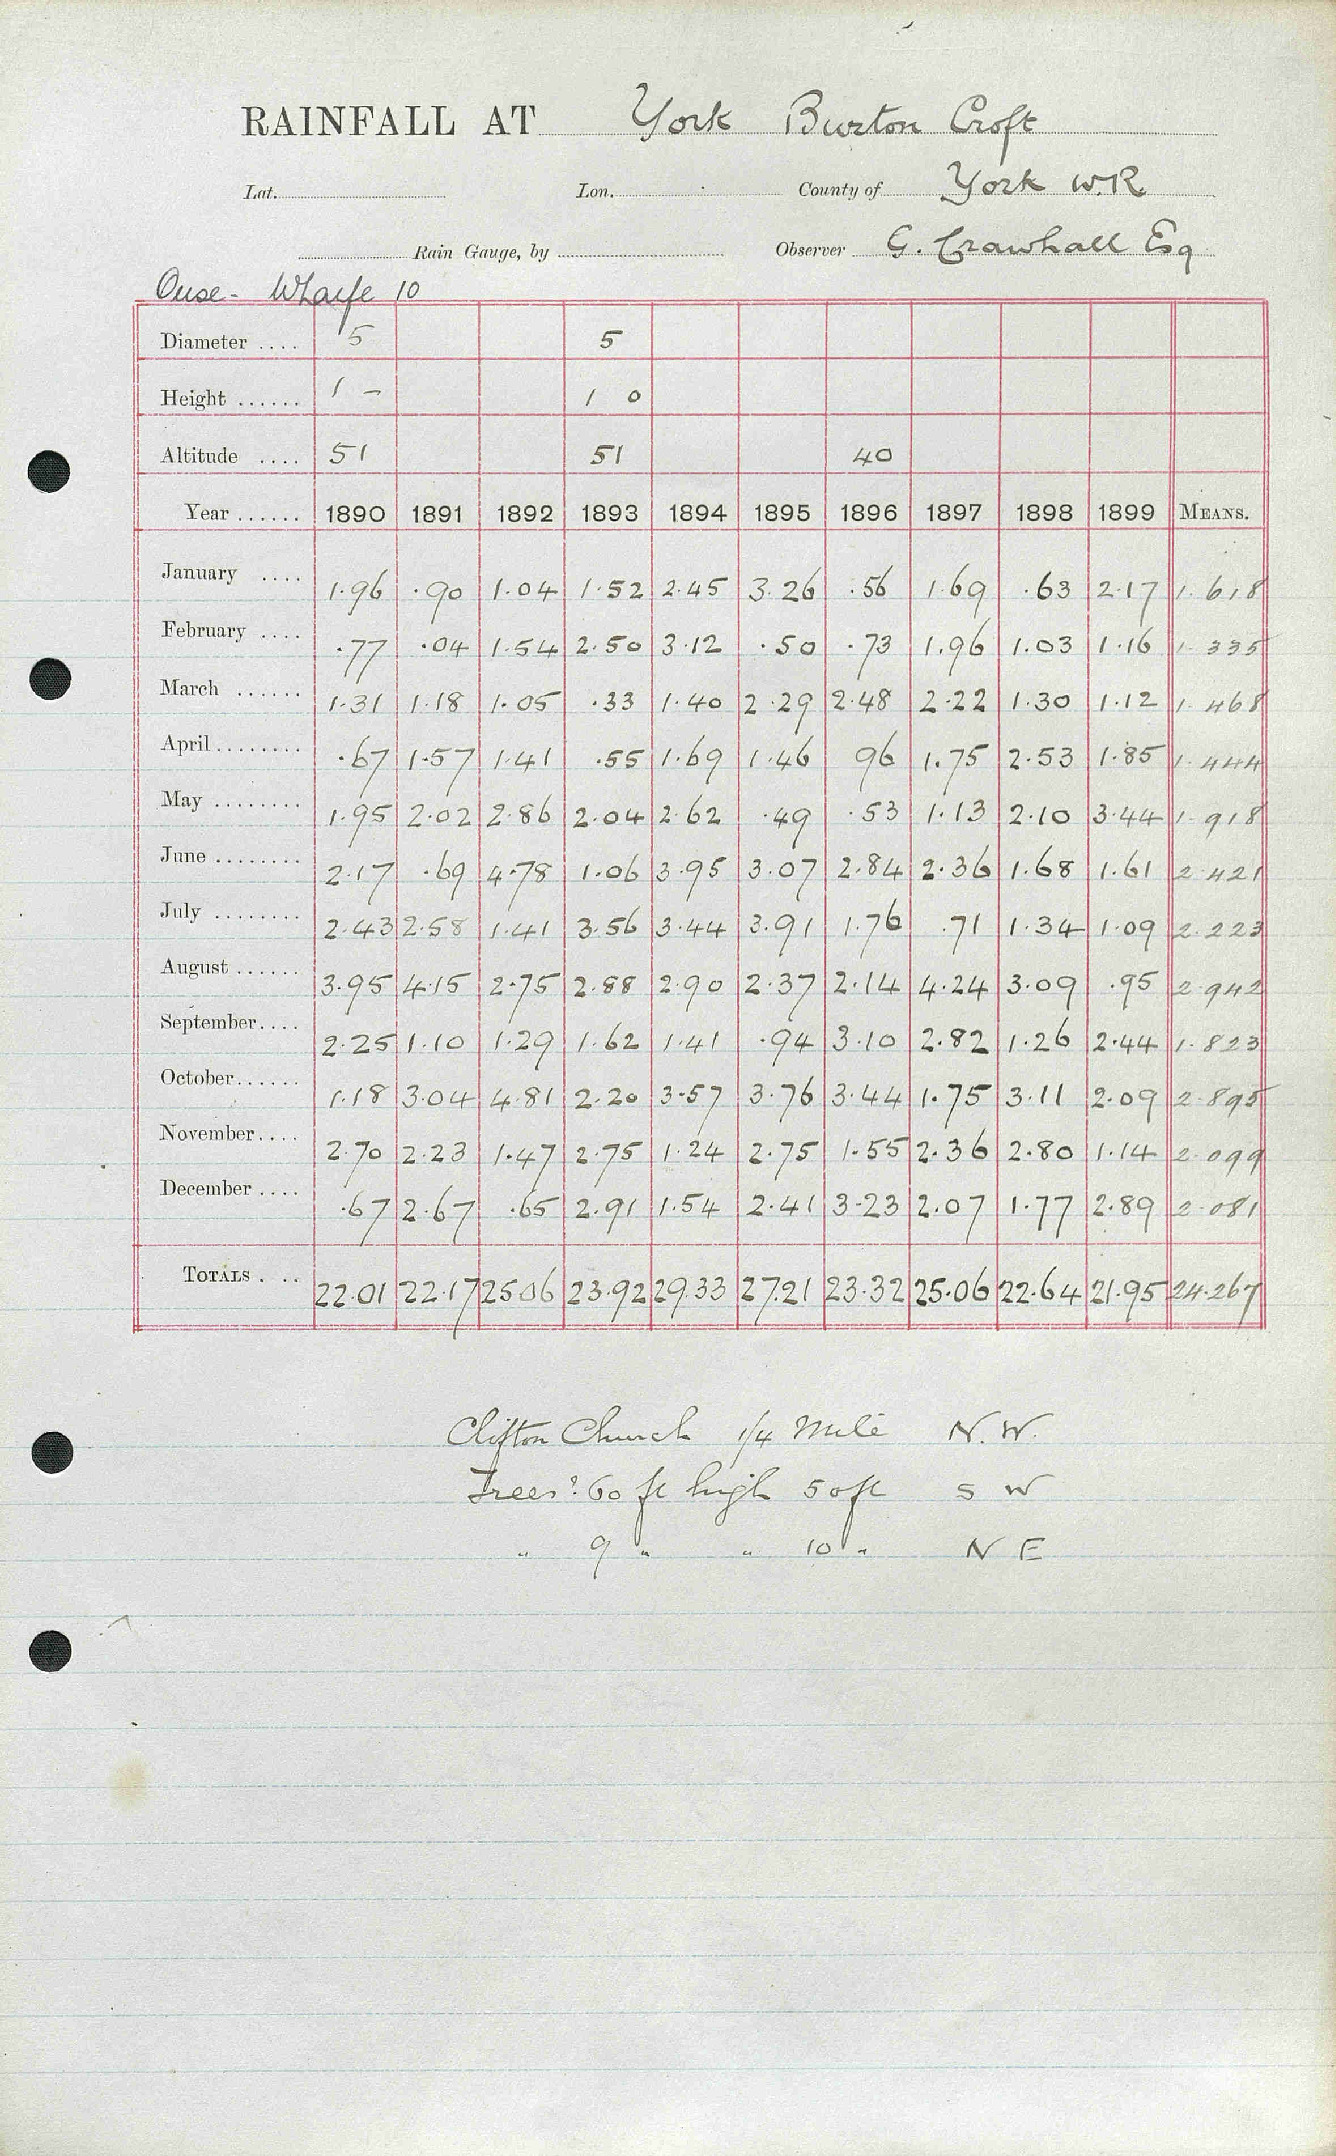 RAINFALL AT York Burton Croft
Lat. Lon. County of York W.R
Rain Gauge, by Observer G. Crawhall Esq
Ouse - Wharfe 10
Diameter .... 5 5
Height ...... 1 - 1 0
Altitude .... 51 51 40
Year ...... 1890 1891 1892 1893 1894 1895 1896 1897 1898 1899 MEANS.
January .... 1.96 .90 1.04 1.52 2.45 3.26 .56 1.69 .63 2.17 1.618
February .... .77 .04 1.54 2.50 3.12 .50 .73 1.96 1.03 1.16 1.335
March ...... 1.31 1.18 1.05 .33 1.40 2.29 2.48 2.22 1.30 1.12 1.468
April ........ .67 1.57 1.41 .55 1.69 1.46 96 1.75 2.53 1.85 1.444
May ........ 1.95 2.02 2.86 2.04 2.62 .49 .53 1.13 2.10 3.44 1.918
June ........ 2.17 .69 4.78 1.06 3.95 3.07 2.84 2.36 1.68 1.61 2.421
July ........ 2.43 2.58 1.41 3.56 3.44 3.91 1.76 .71 1.34 1.09 2.223
August ...... 3.95 4.15 2.75 2.88 2.90 2.37 2.14 4.24 3.09 .95 2.942
September .... 2.25 1.10 1.29 1.62 1.41 .94 3.10 2.82 1.26 2.44 1.823
October ...... 1.18 3.04 4.81 2.20 3.57 3.76 3.44 1.75 3.11 2.09 2.895
November .... 2.70 2.23 1.47 2.75 1.24 2.75 1.55 2.36 2.80 1.14 2.099
December .... .67 2.67 .65 2.91 1.54 2.41 3.23 2.07 1.77 2.89 2.081
TOTALS . .. 22.01 22.17 25.06 23.92 29.33 27.21 23.32 25.06 22.64 21.95 24.267
Clifton Church 1/4 Mile N.W.
Trees? 60 ft high 50 ft S W
" 9 " " 10 " N E